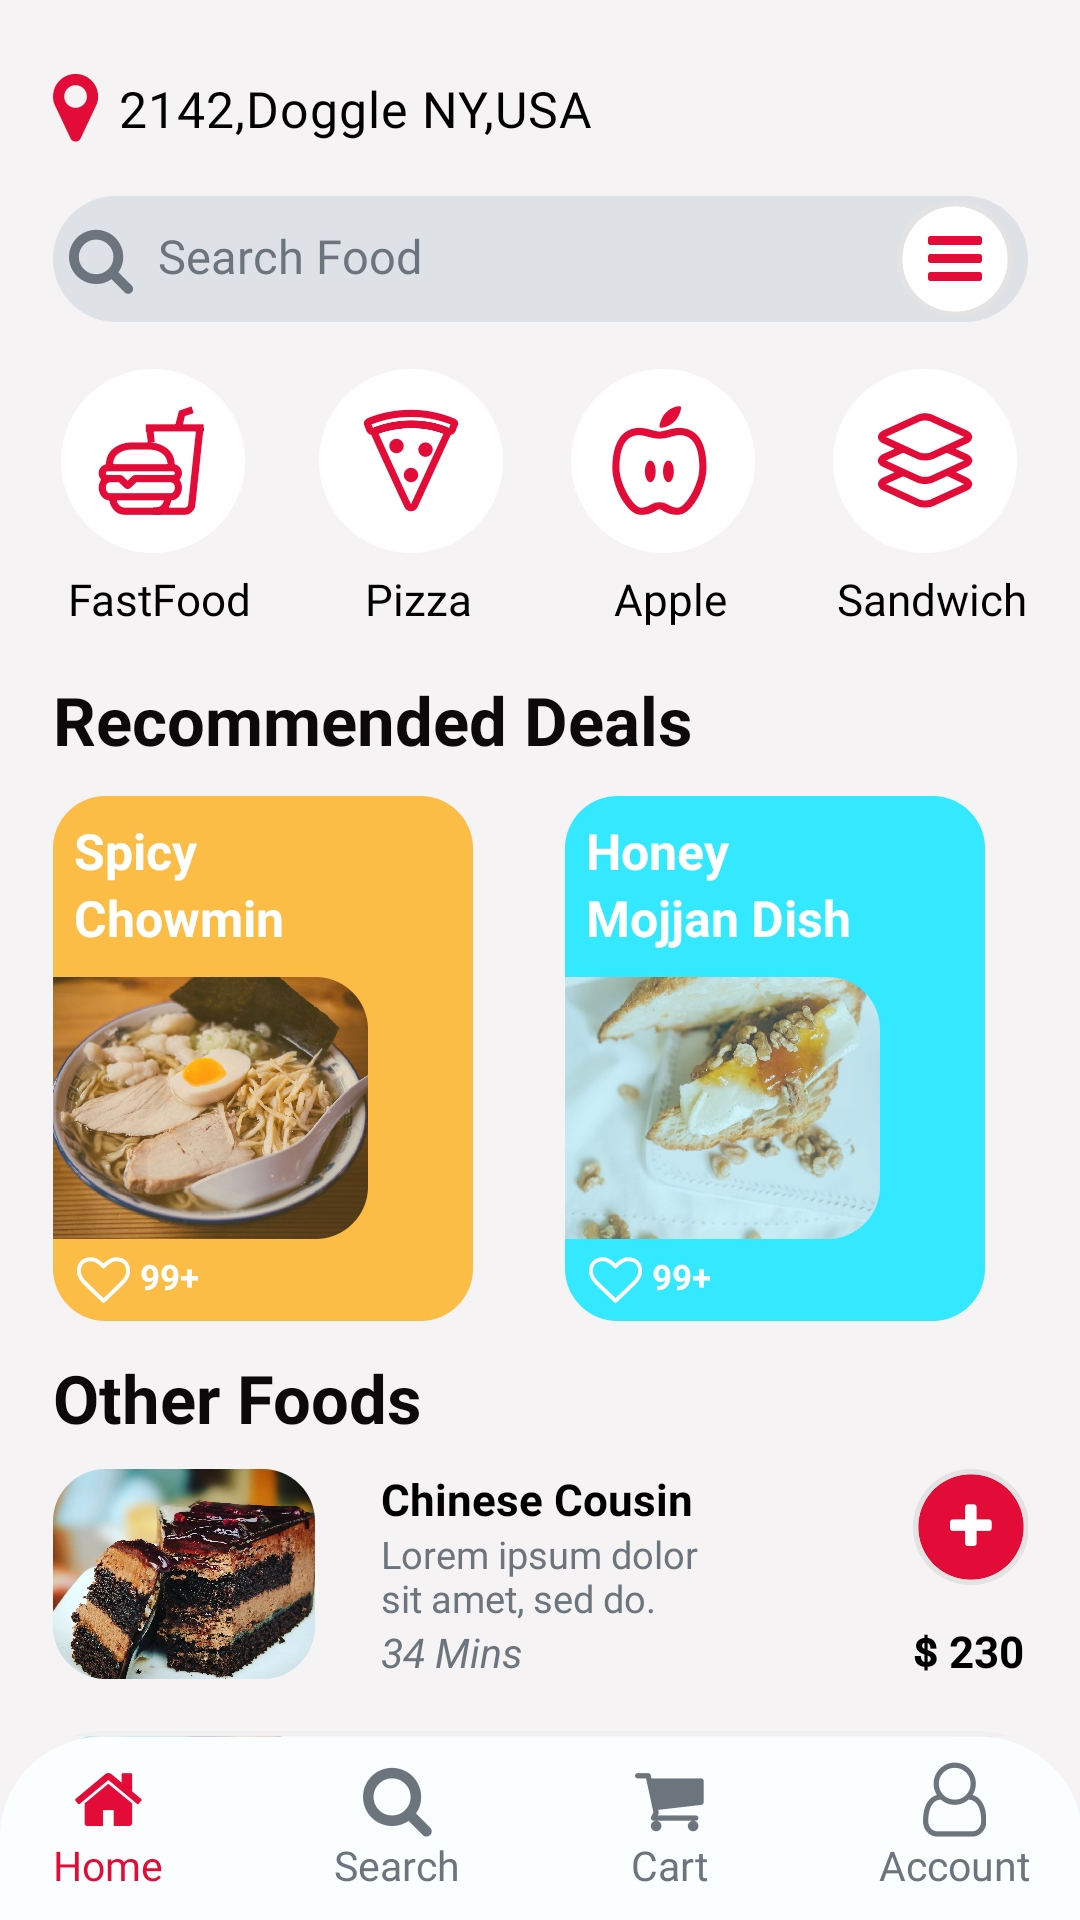 2142,Doggle NY,USA
Search Food
FastFood
Pizza
Apple
Sandwich
Recommended Deals
Spicy
Chowmin
99+
Honey
Mojjan Dish
99+
Other Foods
Chinese Cousin
Lorem ipsum dolor
sit amet, sed do.
34 Mins
$ 230
Home
Search
Cart
Account